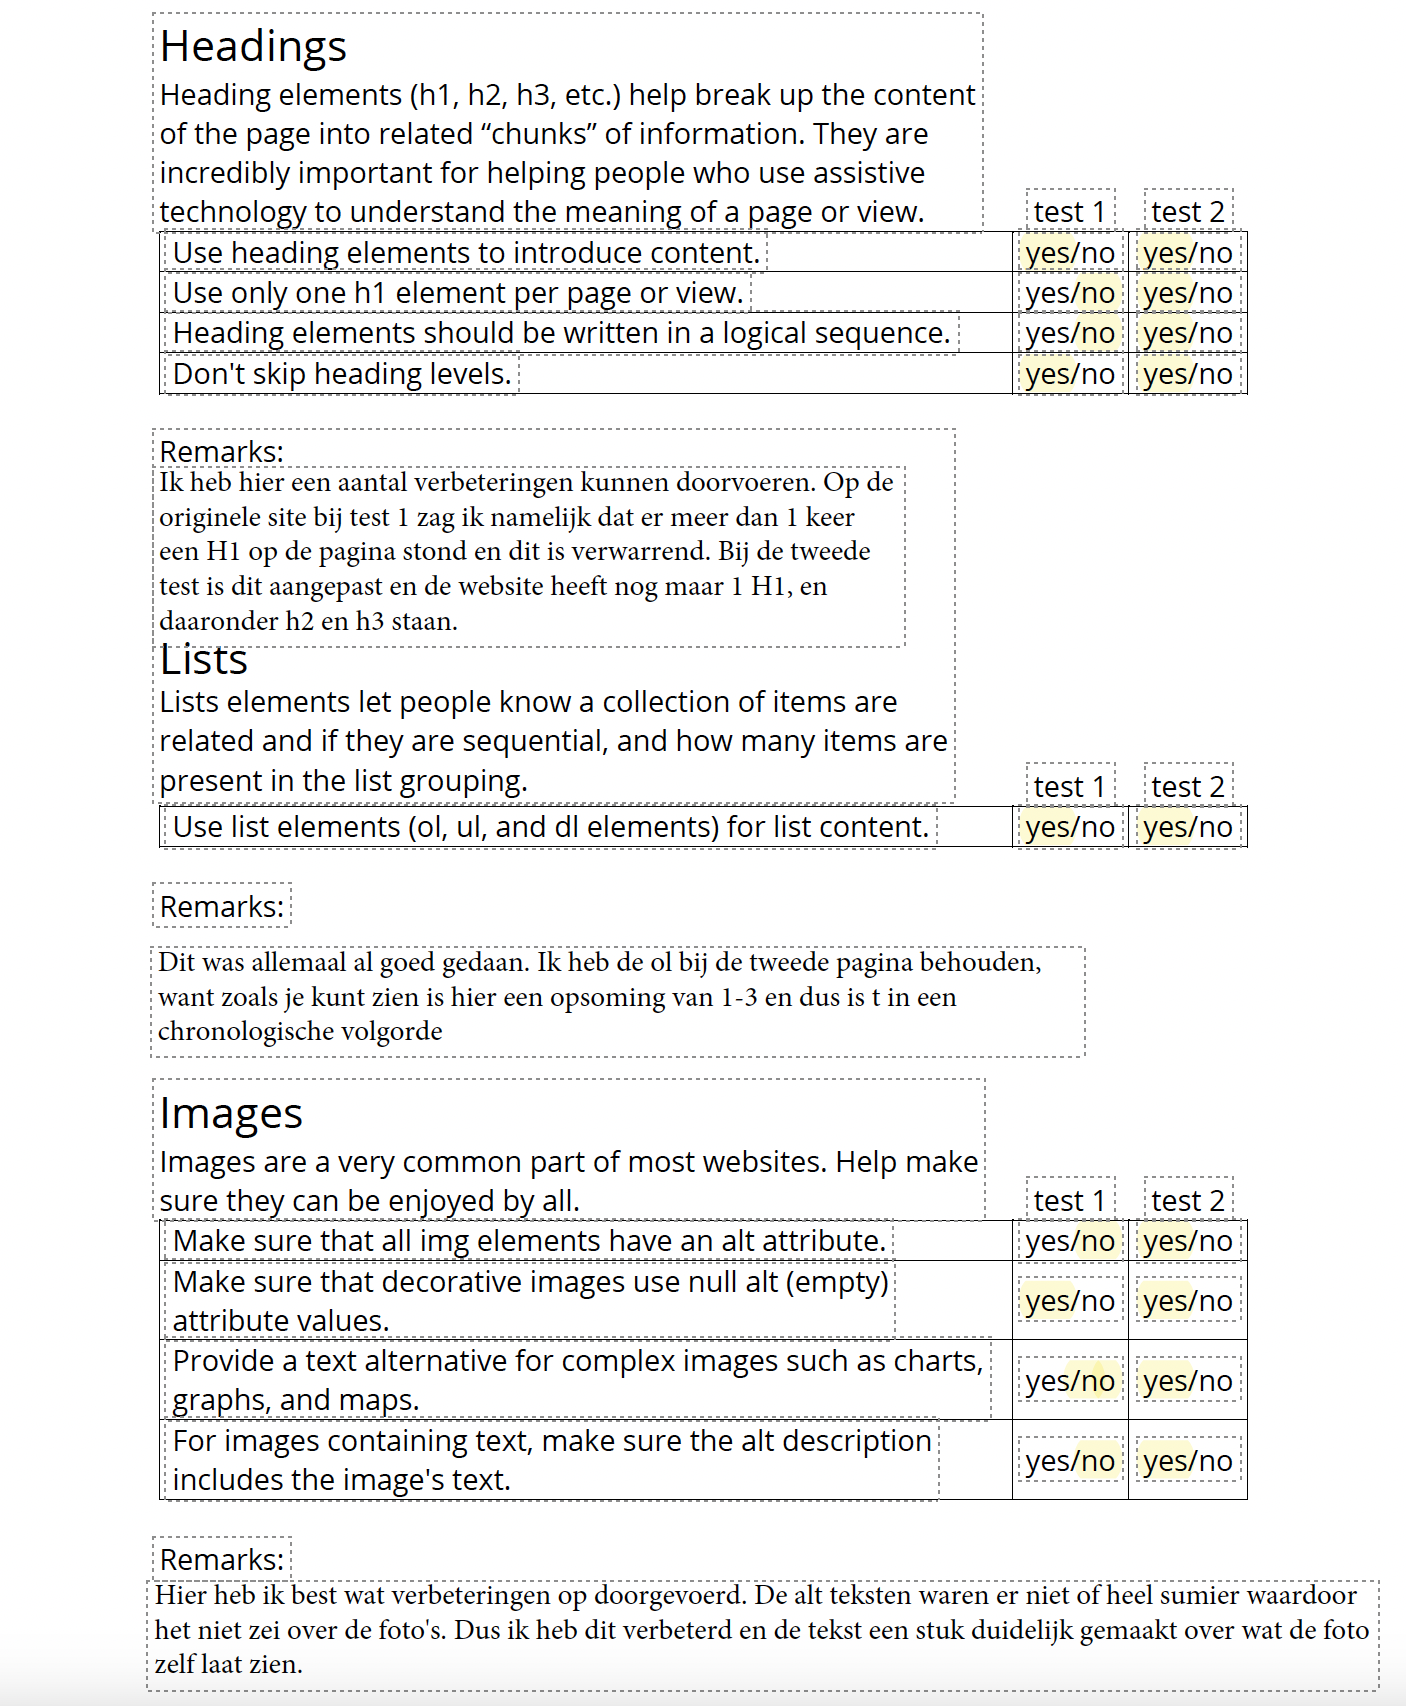 Headings
Heading elements (h1, h2, h3, etc.) help break up the content
of the page into related “chunks” of information. They are
incredibly important for helping people who use assistive
technology to understand the meaning of a page or view.
test 1 test 2
Use heading elements to introduce content. yes/no yes/no
Use only one h1 element per page or view. yes/no yes/no
Heading elements should be written in a logical sequence. yes/no yes/no
Don't skip heading levels. yes/no yes/no
Remarks:
Ik heb hier een aantal verbeteringen kunnen doorvoeren. Op de
originele site bij test 1 zag ik namelijk dat er meer dan 1 keer
een H1 op de pagina stond en dit is verwarrend. Bij de tweede
test is dit aangepast en de website heeft nog maar 1 H1, en
daaronder h2 en h3 staan.
Lists
Lists elements let people know a collection of items are
related and if they are sequential, and how many items are
present in the list grouping.
test 1 test 2
Use list elements (ol, ul, and dl elements) for list content. yes/no yes/no
Remarks:
Dit was allemaal al goed gedaan. Ik heb de ol bij de tweede pagina behouden,
want zoals je kunt zien is hier een opsoming van 1-3 en dus is t in een
chronologische volgorde
Images
Images are a very common part of most websites. Help make
sure they can be enjoyed by all.
test 1 test 2
Make sure that all img elements have an alt attribute. yes/no yes/no
Make sure that decorative images use null alt (empty)
attribute values.
yes/no yes/no
Provide a text alternative for complex images such as charts,
graphs, and maps.
yes/no yes/no
For images containing text, make sure the alt description
includes the image's text.
yes/no yes/no
Remarks:
Hier heb ik best wat verbeteringen op doorgevoerd. De alt teksten waren er niet of heel sumier waardoor
het niet zei over de foto's. Dus ik heb dit verbeterd en de tekst een stuk duidelijk gemaakt over wat de foto
zelf laat zien.